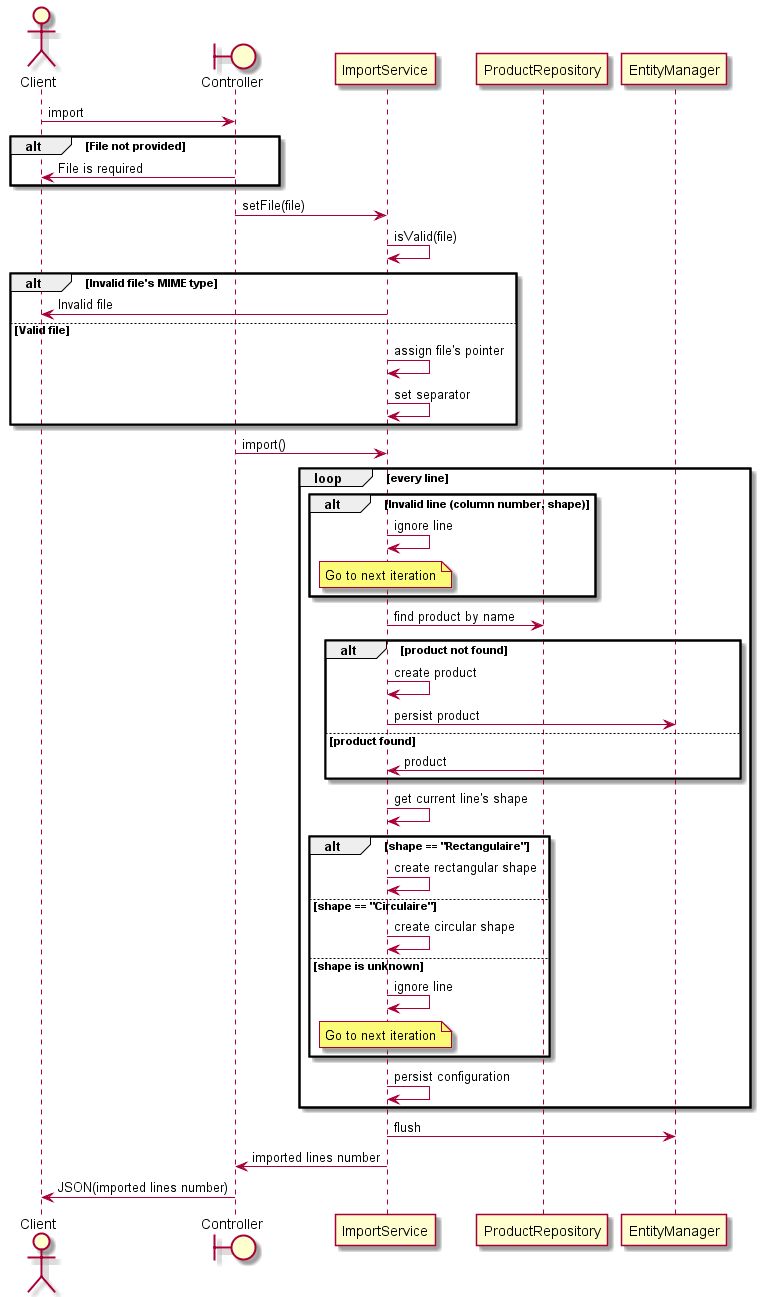 Client
Controller
ImportService
ProductRepository
EntityManager
import
alt
[File not provided]
File is required
setFile(file)
isValid(file)
alt
[Invalid file's MIME type]
Invalid file
[Valid file]
assign file's pointer
set separator
import()
loop
[every line]
alt
[Invalid line (column number, shape)]
ignore line
Go to next iteration
find product by name
alt
[product not found]
create product
persist product
[product found]
product
get current line's shape
alt
[shape == "Rectangulaire"]
create rectangular shape
[shape == "Circulaire"]
create circular shape
[shape is unknown]
ignore line
Go to next iteration
persist configuration
flush
imported lines number
JSON(imported lines number)
Client
Controller
ImportService
ProductRepository
EntityManager